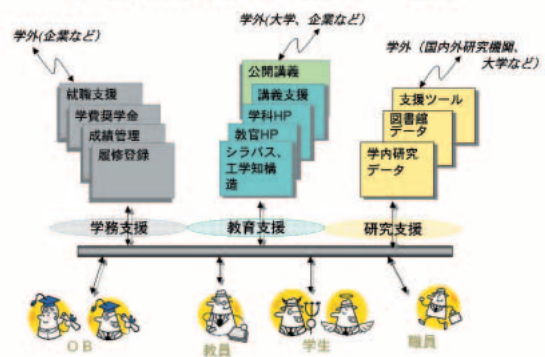 学外(企業など)
学外(大学、企業など)
学外（国内外研究機関、
大学など）
就職支援
学費奨学金
成績管理
履修登録
公開講義
講義支援
学科HP
教官HP
シラバス、
工学知構
造
支援ツール
図書館
データ
学内研究
データ
学務支援
教育支援
研究支援
ＯＢ
教員
学生
職員